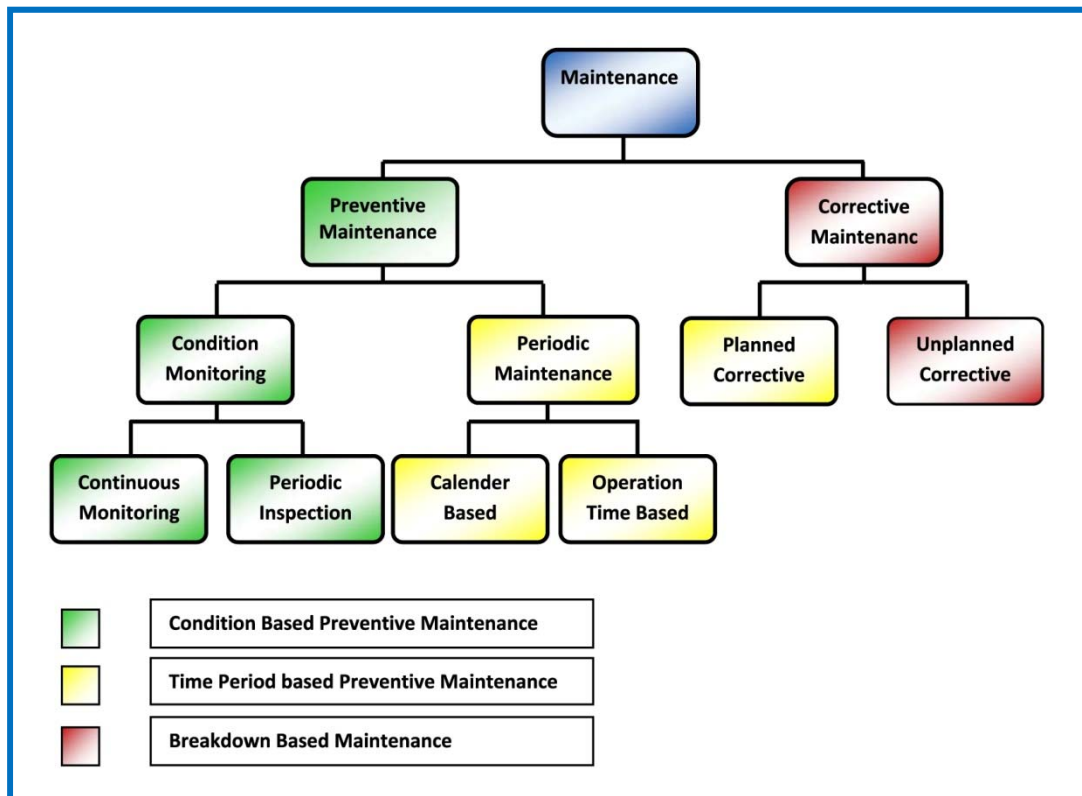 Maintenance
Preventive
Maintenance
Corrective
Maintenanc
Condition
Monitoring
Periodic
Maintenance
Planned
Corrective
Unplanned
Corrective
Continuous
Monitoring
Periodic
Inspection
Calender
Based
Operation
Time Based
Condition Based Preventive Maintenance
Time Period based Preventive Maintenance
Breakdown Based Maintenance